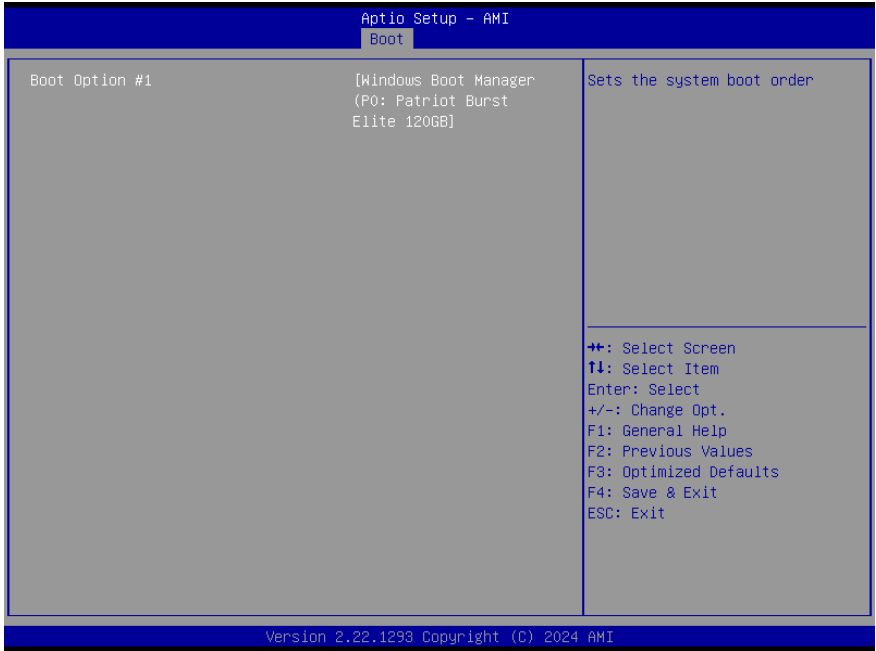 Aptio Setup – AMI
Boot
Boot Option #1 [Windows Boot Manager
(P0: Patriot Burst
Elite 120GB]
Sets the system boot order
→←: Select Screen
↑↓: Select Item
Enter: Select
+/-: Change Opt.
F1: General Help
F2: Previous Values
F3: Optimized Defaults
F4: Save & Exit
ESC: Exit
Version 2.22.1293 Copyright (C) 2024 AMI